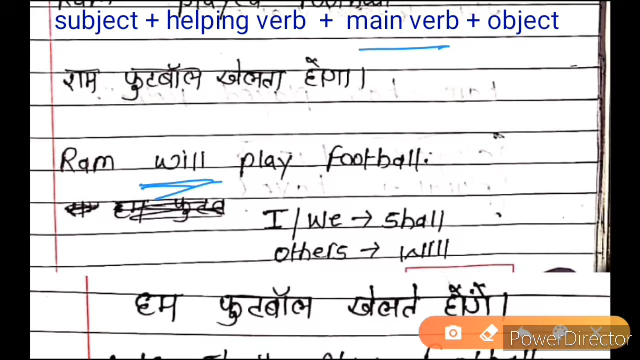 subject + helping verb + main verb + object
राम फुटबॉल खेलता होगा।
Ram will play football.
I/We → shall
others → will
हम फुटबॉल खेलते होंगे।
PowerDirector